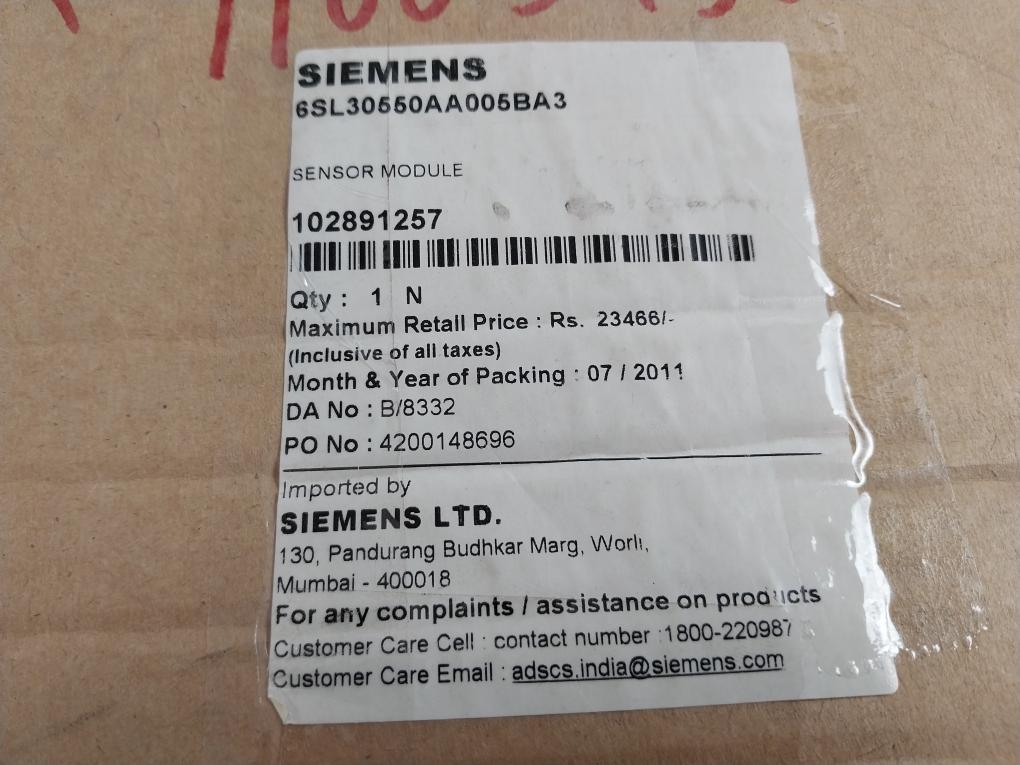 SIEMENS
6SL30550AA005BA3
SENSOR MODULE
102891257
Qty : 1 N
Maximum Retail Price : Rs. 23466/-
(Inclusive of all taxes)
Month & Year of Packing : 07 / 2011
DA No : B/8332
PO No : 4200148696
Imported by
SIEMENS LTD.
130, Pandurang Budhkar Marg, Worli,
Mumbai - 400018
For any complaints / assistance on products
Customer Care Cell : contact number :1800-220987
Customer Care Email : adscs.india@siemens.com